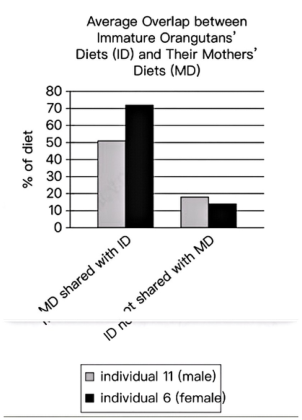 Average Overlap between
Immature Orangutans'
Diets (ID) and Their Mothers'
Diets (MD)
80
70
60
50
40
30
20
10
0
% of diet
MD shared with ID
ID shared with MD
individual 11 (male)
individual 6 (female)